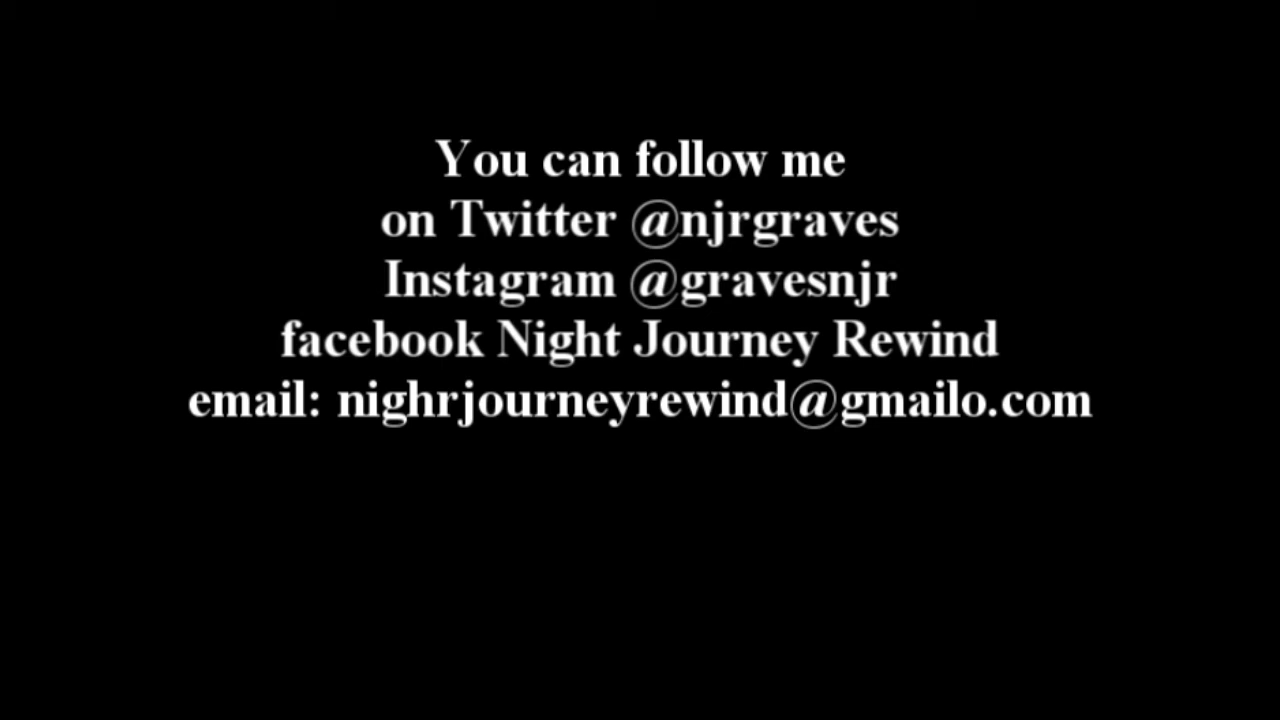 You can follow me
on Twitter @njrgraves
Instagram @gravesnjr
facebook Night Journey Rewind
email: nighrjourneyrewind@gmailo.com